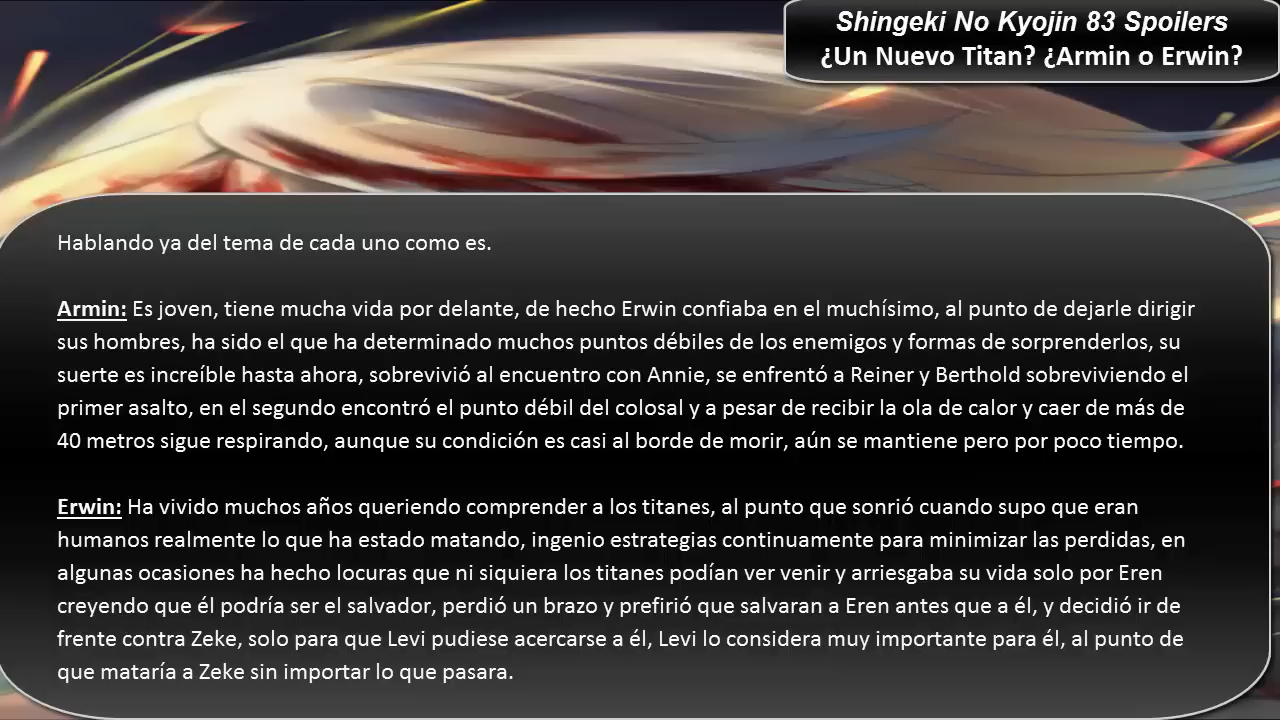 Shingeki No Kyojin 83 Spoilers
¿Un Nuevo Titan? ¿Armin o Erwin?
Hablando ya del tema de cada uno como es.
Armin: Es joven, tiene mucha vida por delante, de hecho Erwin confiaba en el muchísimo, al punto de dejarle dirigir
sus hombres, ha sido el que ha determinado muchos puntos débiles de los enemigos y formas de sorprenderlos, su
suerte es increíble hasta ahora, sobrevivió al encuentro con Annie, se enfrentó a Reiner y Berthold sobreviviendo el
primer asalto, en el segundo encontró el punto débil del colosal y a pesar de recibir la ola de calor y caer de más de
40 metros sigue respirando, aunque su condición es casi al borde de morir, aún se mantiene pero por poco tiempo.
Erwin: Ha vivido muchos años queriendo comprender a los titanes, al punto que sonrió cuando supo que eran
humanos realmente lo que ha estado matando, ingenio estrategias continuamente para minimizar las perdidas, en
algunas ocasiones ha hecho locuras que ni siquiera los titanes podían ver venir y arriesgaba su vida solo por Eren
creyendo que él podría ser el salvador, perdió un brazo y prefirió que salvaran a Eren antes que a él, y decidió ir de
frente contra Zeke, solo para que Levi pudiese acercarse a él, Levi lo considera muy importante para él, al punto de
que mataría a Zeke sin importar lo que pasara.